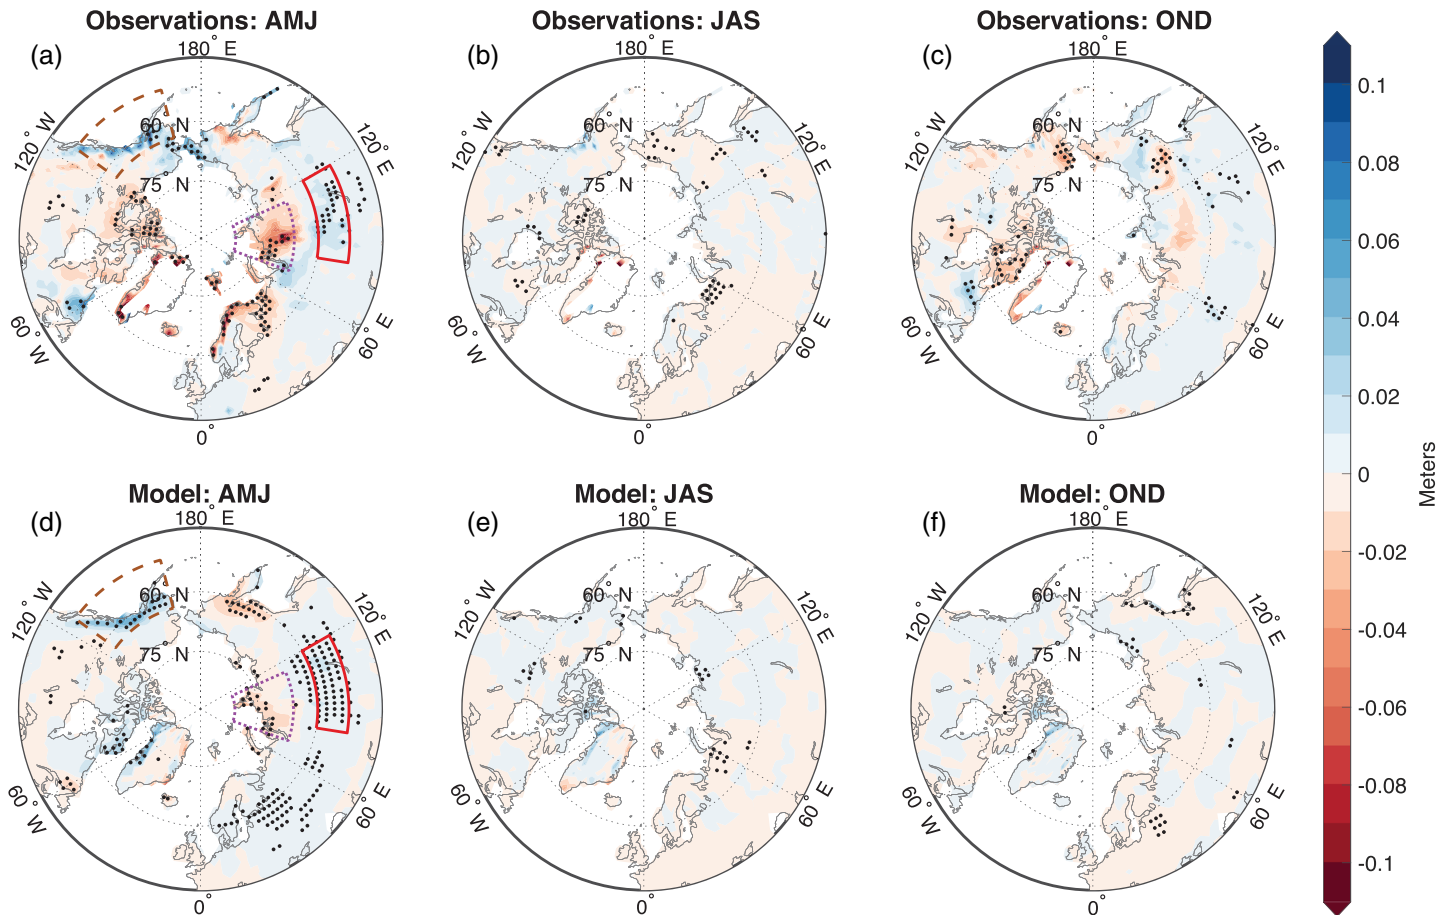 Observations: AMJ
Observations: JAS
Observations: OND
(a)
180° E
(b)
180° E
(c)
180° E
60° N
75° N
120° W
120° E
60° W
60° E
0°
60° N
75° N
120° W
120° E
60° W
60° E
0°
60° N
75° N
120° W
120° E
60° W
60° E
0°
Model: AMJ
Model: JAS
Model: OND
(d)
180° E
(e)
180° E
(f)
180° E
60° N
75° N
120° W
120° E
60° W
60° E
0°
60° N
75° N
120° W
120° E
60° W
60° E
0°
60° N
75° N
120° W
120° E
60° W
60° E
0°
0.1
0.08
0.06
0.04
0.02
0
-0.02
-0.04
-0.06
-0.08
-0.1
Meters